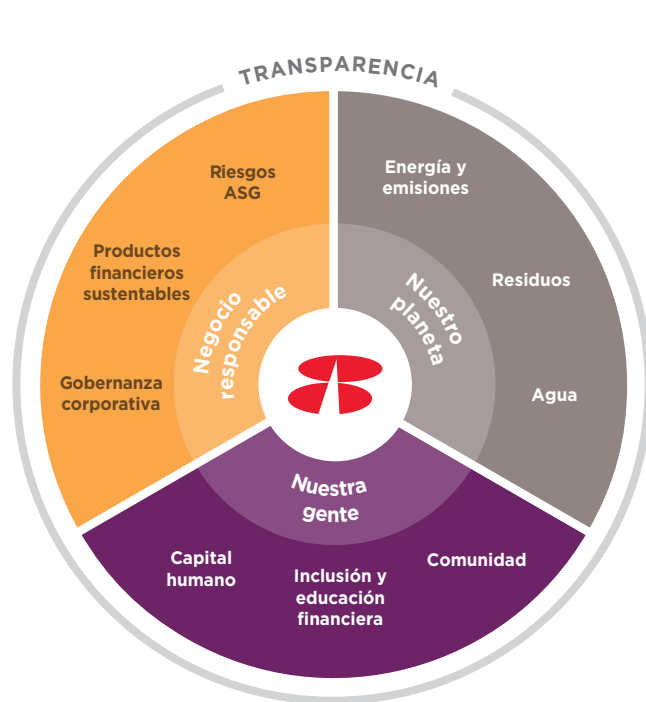 TRANSPARENCIA
Riesgos
ASG
Productos
financieros
sustentables
Gobernanza
corporativa
Negocio
responsable
Energía y
emisiones
Residuos
Agua
Nuestro
planeta
Nuestra
gente
Capital
humano
Inclusión y
educación
financiera
Comunidad